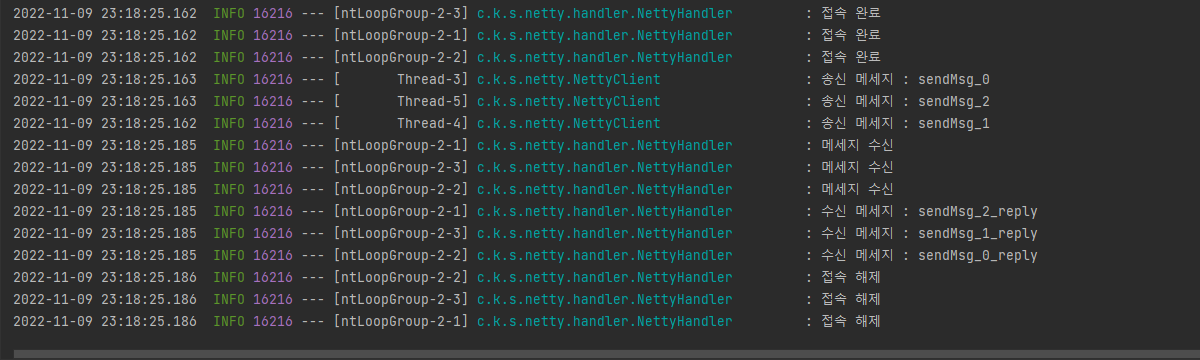 2022-11-09 23:18:25.162 INFO 16216 --- [ntLoopGroup-2-3] c.k.s.netty.handler.NettyHandler : 접속 완료
2022-11-09 23:18:25.162 INFO 16216 --- [ntLoopGroup-2-1] c.k.s.netty.handler.NettyHandler : 접속 완료
2022-11-09 23:18:25.162 INFO 16216 --- [ntLoopGroup-2-2] c.k.s.netty.handler.NettyHandler : 접속 완료
2022-11-09 23:18:25.163 INFO 16216 --- [ Thread-3] c.k.s.netty.NettyClient : 송신 메세지 : sendMsg_0
2022-11-09 23:18:25.163 INFO 16216 --- [ Thread-5] c.k.s.netty.NettyClient : 송신 메세지 : sendMsg_2
2022-11-09 23:18:25.162 INFO 16216 --- [ Thread-4] c.k.s.netty.NettyClient : 송신 메세지 : sendMsg_1
2022-11-09 23:18:25.185 INFO 16216 --- [ntLoopGroup-2-1] c.k.s.netty.handler.NettyHandler : 메세지 수신
2022-11-09 23:18:25.185 INFO 16216 --- [ntLoopGroup-2-3] c.k.s.netty.handler.NettyHandler : 메세지 수신
2022-11-09 23:18:25.185 INFO 16216 --- [ntLoopGroup-2-2] c.k.s.netty.handler.NettyHandler : 메세지 수신
2022-11-09 23:18:25.185 INFO 16216 --- [ntLoopGroup-2-1] c.k.s.netty.handler.NettyHandler : 수신 메세지 : sendMsg_2_reply
2022-11-09 23:18:25.185 INFO 16216 --- [ntLoopGroup-2-3] c.k.s.netty.handler.NettyHandler : 수신 메세지 : sendMsg_1_reply
2022-11-09 23:18:25.185 INFO 16216 --- [ntLoopGroup-2-2] c.k.s.netty.handler.NettyHandler : 수신 메세지 : sendMsg_0_reply
2022-11-09 23:18:25.186 INFO 16216 --- [ntLoopGroup-2-2] c.k.s.netty.handler.NettyHandler : 접속 해제
2022-11-09 23:18:25.186 INFO 16216 --- [ntLoopGroup-2-3] c.k.s.netty.handler.NettyHandler : 접속 해제
2022-11-09 23:18:25.186 INFO 16216 --- [ntLoopGroup-2-1] c.k.s.netty.handler.NettyHandler : 접속 해제